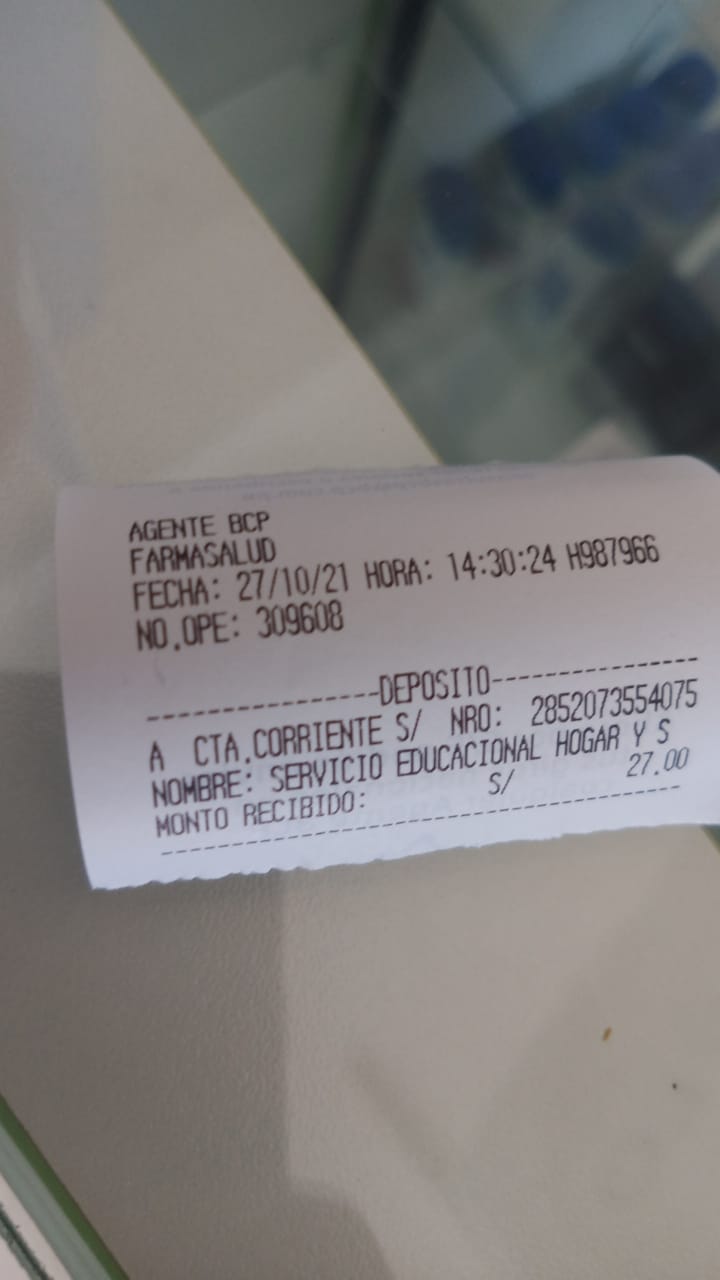 AGENTE BCP
FARMASALUD
FECHA: 27/10/21 HORA: 14:30:24 H987966
NO.OPE: 309608
----------------DEPOSITO----------------
A CTA.CORRIENTE S/ NRO: 2852073554075
NOMBRE: SERVICIO EDUCACIONAL HOGAR Y S
MONTO RECIBIDO: S/ 27.00
----------------------------------------